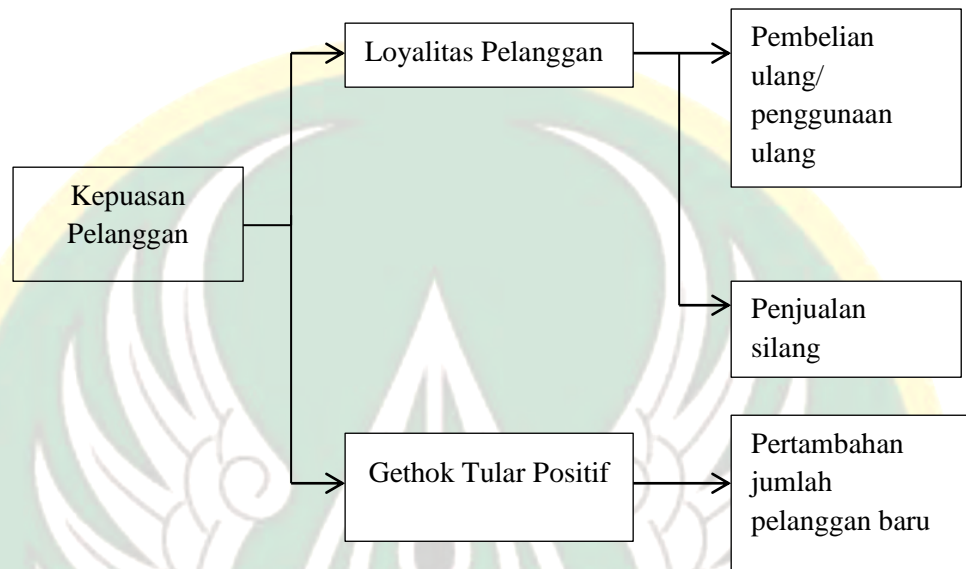 Kepuasan
Pelanggan
Loyalitas Pelanggan
Pembelian
ulang/
penggunaan
ulang
Penjualan
silang
Gethok Tular Positif
Pertambahan
jumlah
pelanggan baru